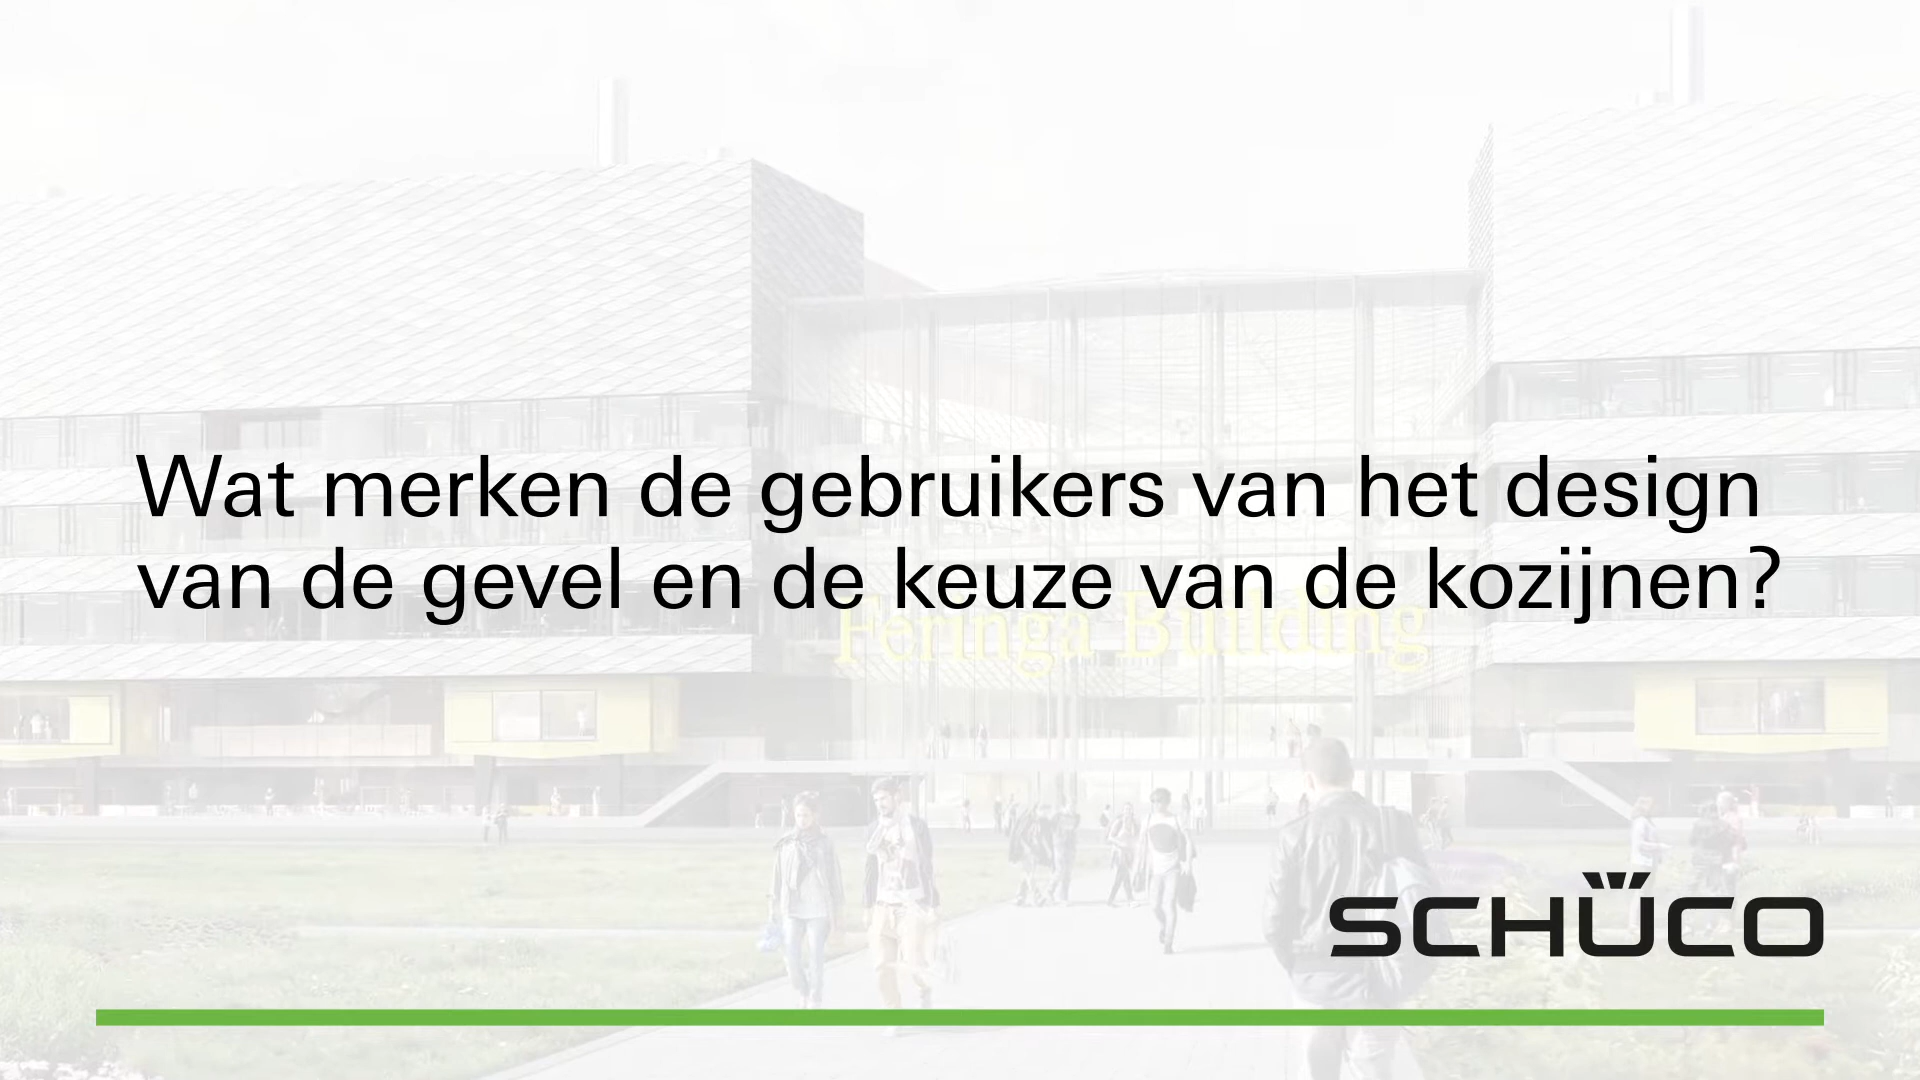 Wat merken de gebruikers van het design
van de gevel en de keuze van de kozijnen?
Feringa Building
SCHÜCO